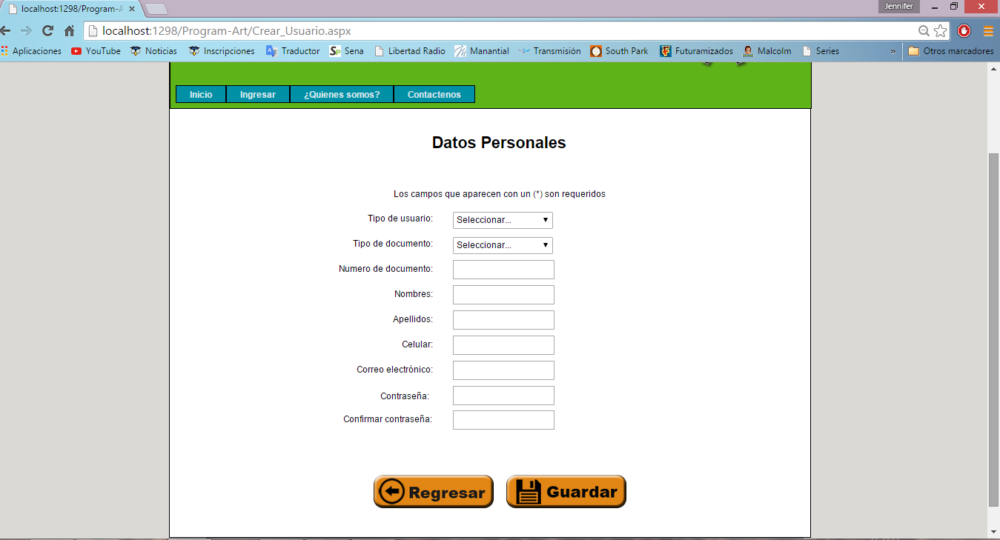 localhost:1298/Program-A
Jennifer
localhost:1298/Program-Art/Crear_Usuario.aspx
Aplicaciones YouTube Noticias Inscripciones Traductor Sena Libertad Radio Manantial Transmisión South Park Futuramizados Malcolm Series » Otros marcadores
Inicio Ingresar ¿Quienes somos? Contactenos
Datos Personales
Los campos que aparecen con un (*) son requeridos
Tipo de usuario: Seleccionar...
Tipo de documento: Seleccionar...
Numero de documento:
Nombres:
Apellidos:
Celular:
Correo electrónico:
Contraseña:
Confirmar contraseña:
Regresar Guardar